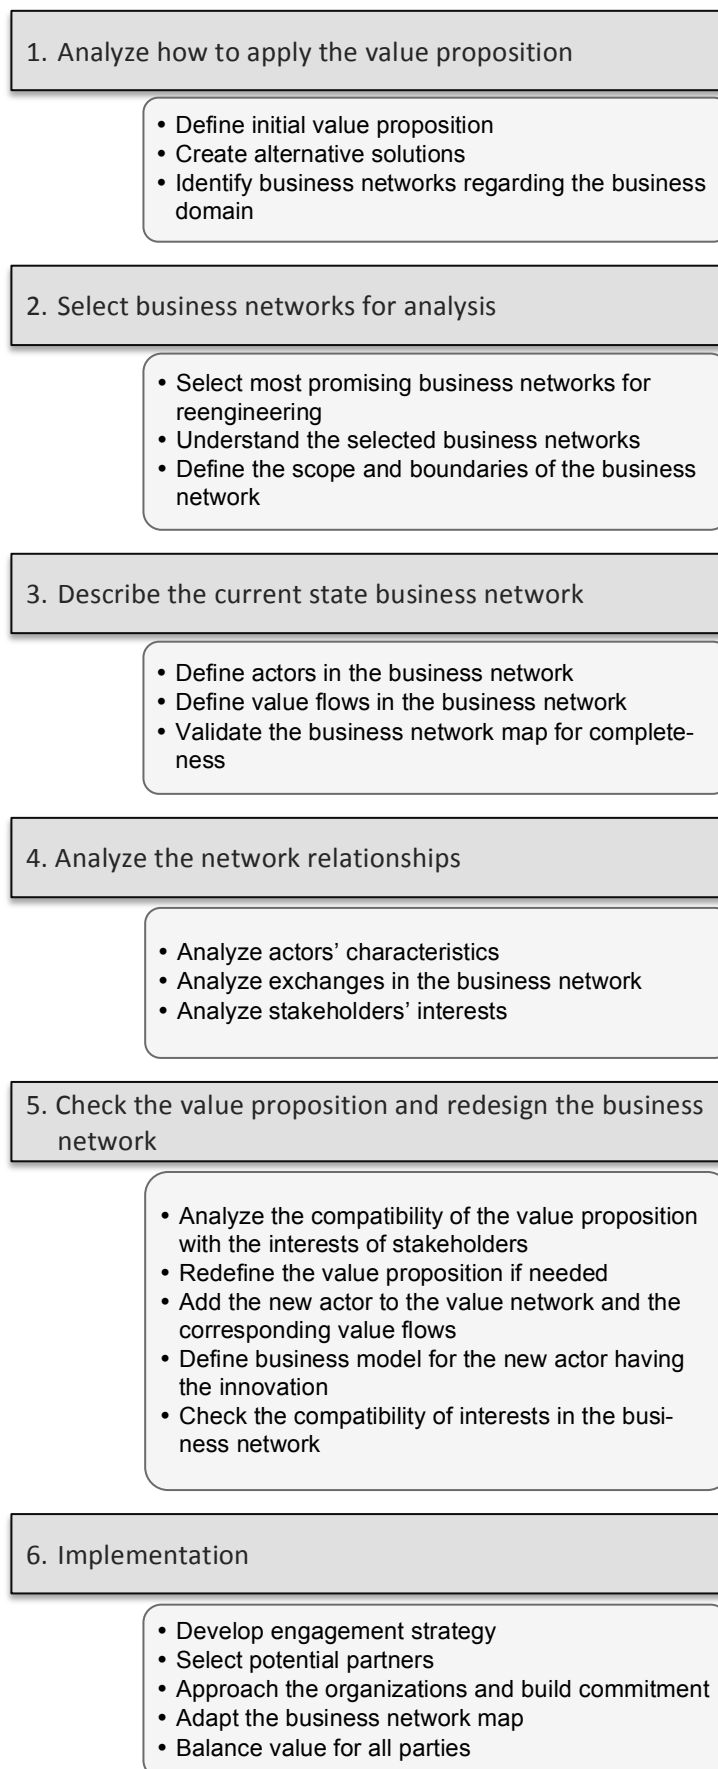 1. Analyze how to apply the value proposition
• Define initial value proposition
• Create alternative solutions
• Identify business networks regarding the business
domain
2. Select business networks for analysis
• Select most promising business networks for
reengineering
• Understand the selected business networks
• Define the scope and boundaries of the business
network
3. Describe the current state business network
• Define actors in the business network
• Define value flows in the business network
• Validate the business network map for complete-
ness
4. Analyze the network relationships
• Analyze actors’ characteristics
• Analyze exchanges in the business network
• Analyze stakeholders’ interests
5. Check the value proposition and redesign the business
network
• Analyze the compatibility of the value proposition
with the interests of stakeholders
• Redefine the value proposition if needed
• Add the new actor to the value network and the
corresponding value flows
• Define business model for the new actor having
the innovation
• Check the compatibility of interests in the busi-
ness network
6. Implementation
• Develop engagement strategy
• Select potential partners
• Approach the organizations and build commitment
• Adapt the business network map
• Balance value for all parties